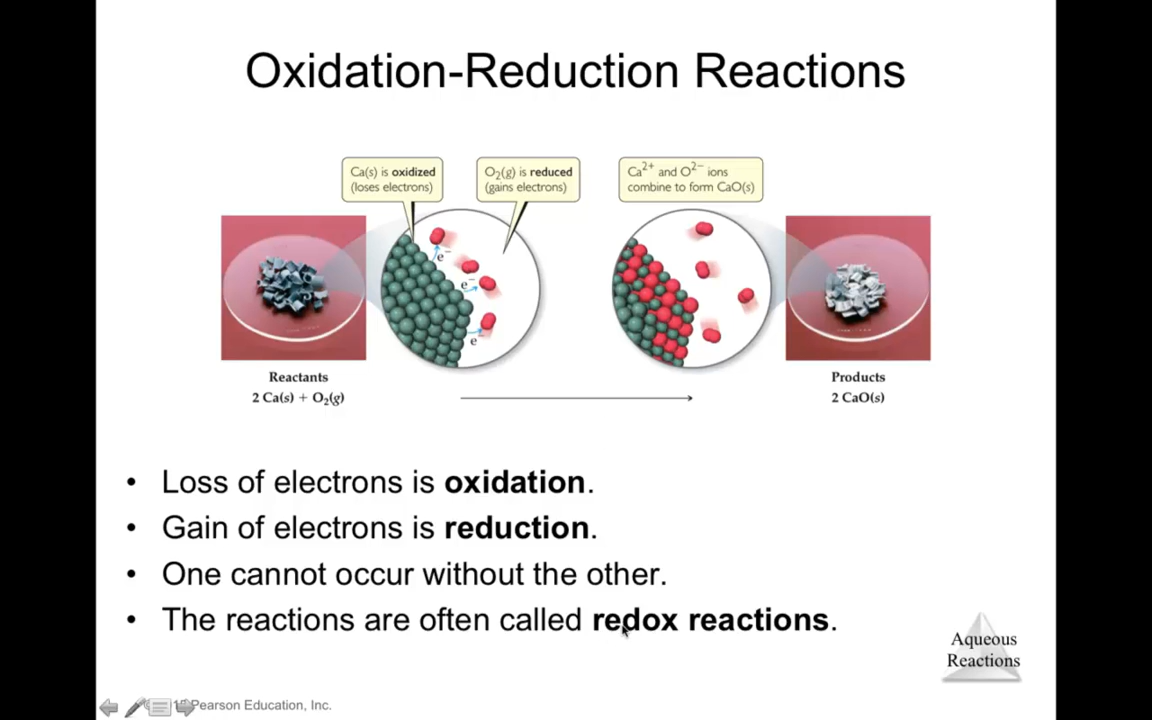 Oxidation-Reduction Reactions
Ca(s) is oxidized
(loses electrons)
O₂(g) is reduced
(gains electrons)
Ca²⁺ and O²⁻ ions
combine to form CaO(s)
e⁻
e⁻
e⁻
Reactants
2 Ca(s) + O₂(g)
Products
2 CaO(s)
• Loss of electrons is oxidation.
• Gain of electrons is reduction.
• One cannot occur without the other.
• The reactions are often called redox reactions.
Aqueous
Reactions
Pearson Education, Inc.